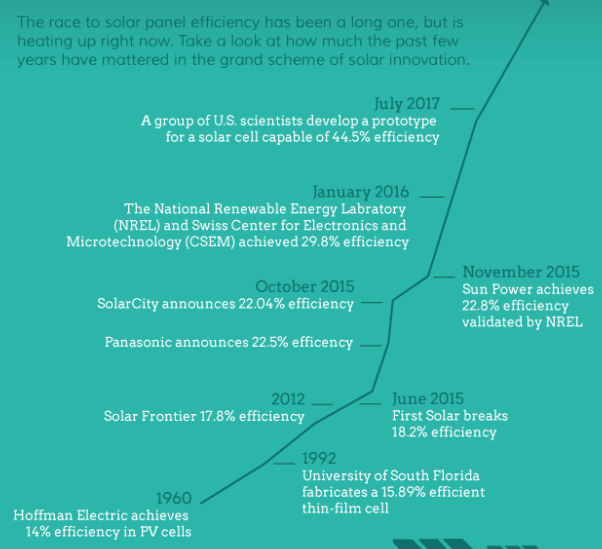 The race to solar panel efficiency has been a long one, but is
heating up right now. Take a look at how much the past few
years have mattered in the grand scheme of solar innovation.
July 2017
A group of U.S. scientists develop a prototype
for a solar cell capable of 44.5% efficiency
January 2016
The National Renewable Energy Labratory
(NREL) and Swiss Center for Electronics and
Microtechnology (CSEM) achieved 29.8% efficiency
November 2015
Sun Power achieves
22.8% efficiency
validated by NREL
October 2015
SolarCity announces 22.04% efficiency
Panasonic announces 22.5% efficency
June 2015
First Solar breaks
18.2% efficiency
2012
Solar Frontier 17.8% efficiency
1992
University of South Florida
fabricates a 15.89% efficient
thin-film cell
1960
Hoffman Electric achieves
14% efficiency in PV cells